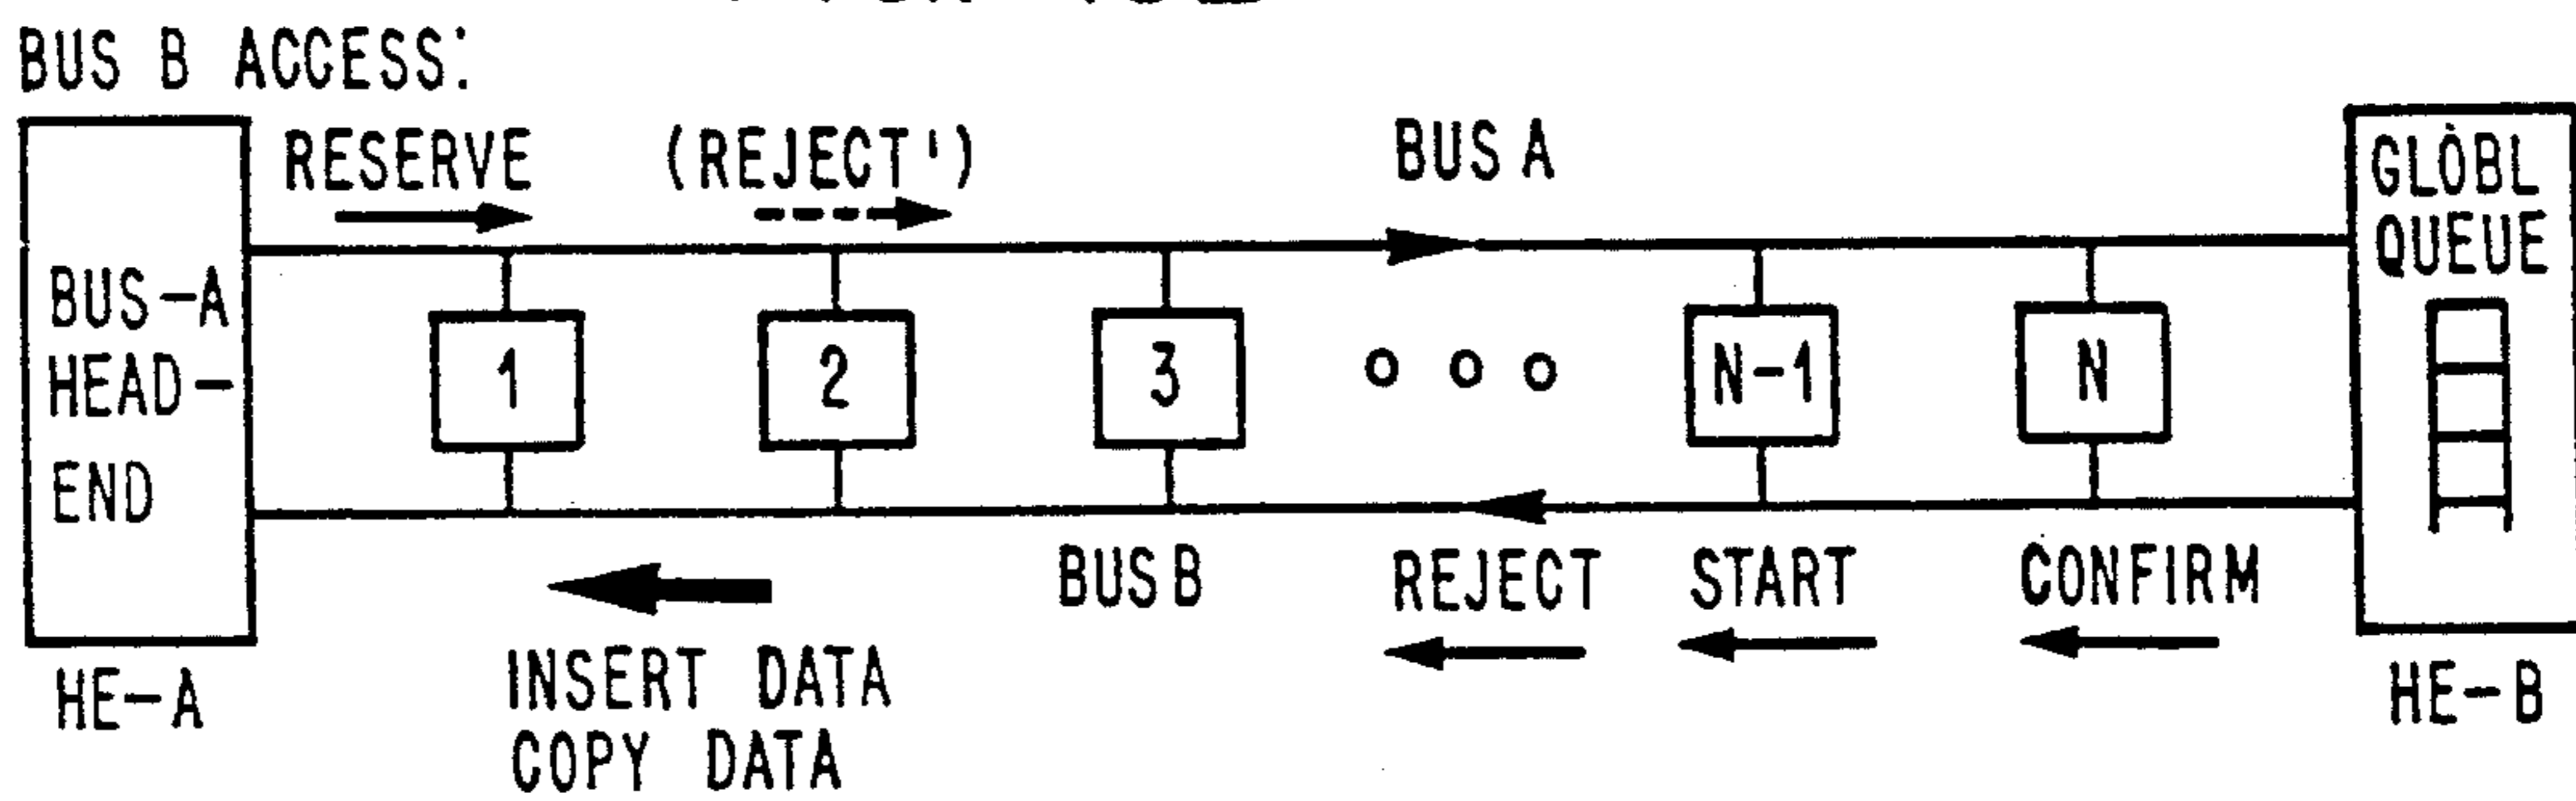 BUS B ACCESS:
RESERVE
(REJECT')
BUS A
GLOBL
QUEUE
BUS-A
HEAD-
END
1
2
3
N-1
N
BUS B
REJECT
START
CONFIRM
INSERT DATA
COPY DATA
HE-A
HE-B